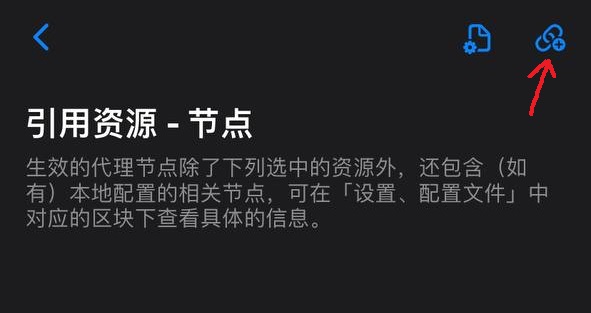 引用资源 - 节点
生效的代理节点除了下列选中的资源外，还包含（如
有）本地配置的相关节点，可在「设置、配置文件」中
对应的区块下查看具体的信息。